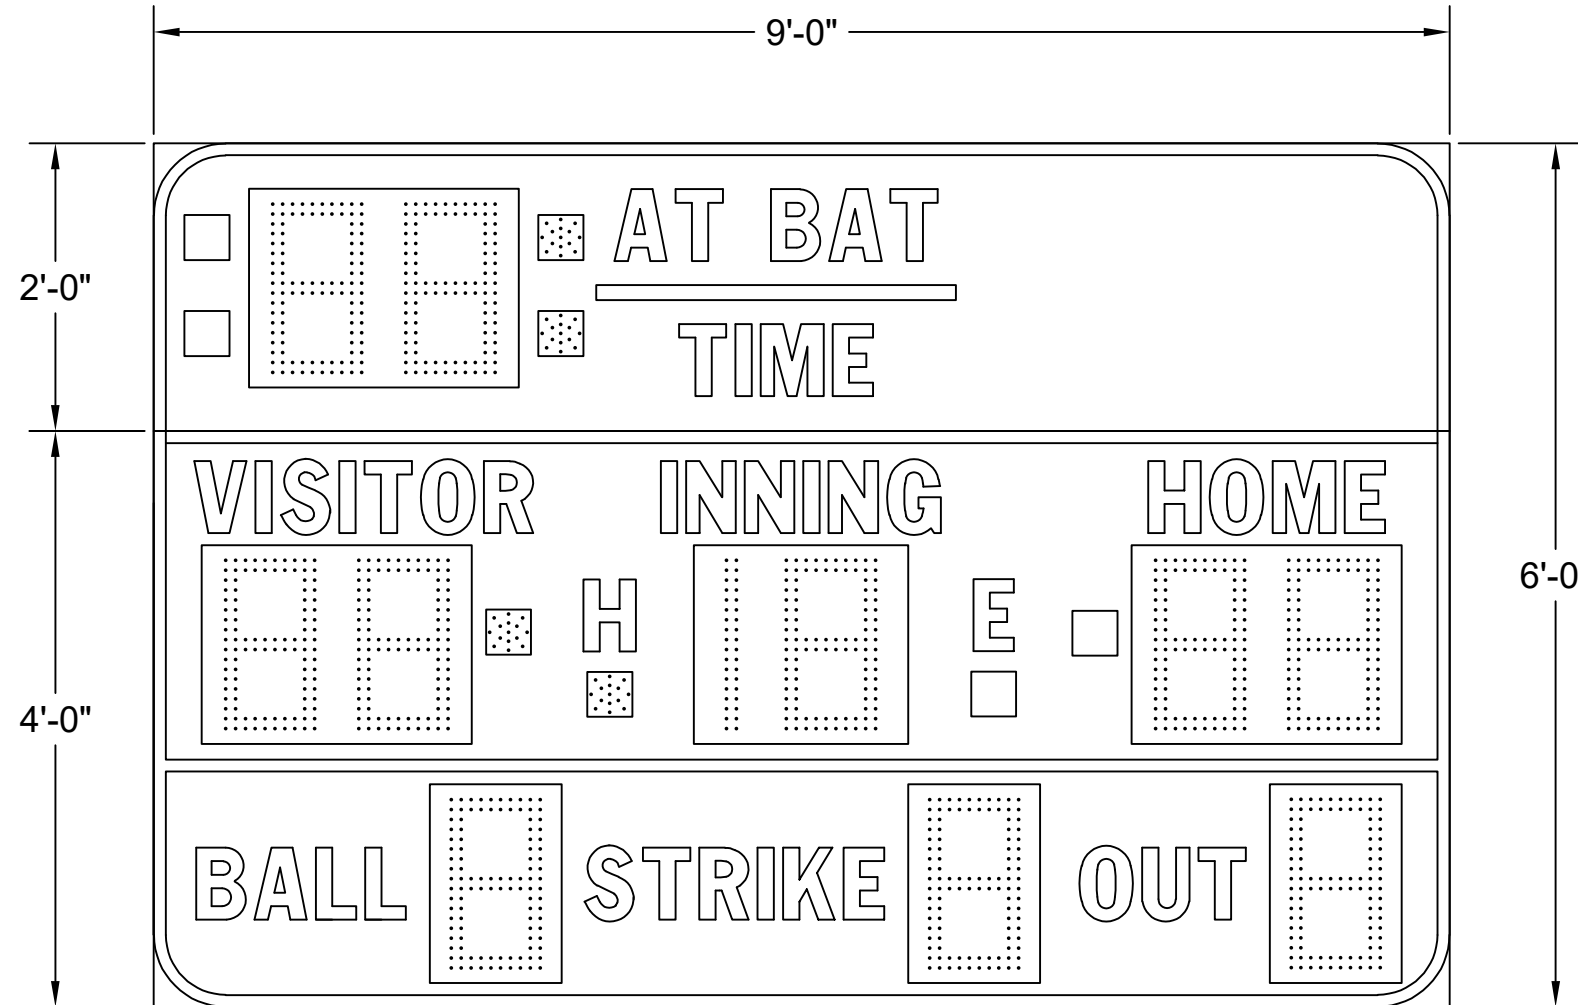 9'-0"
AT BAT
2'-0"
TIME
VISITOR INNING HOME
H E
6'-0
4'-0"
BALL STRIKE OUT